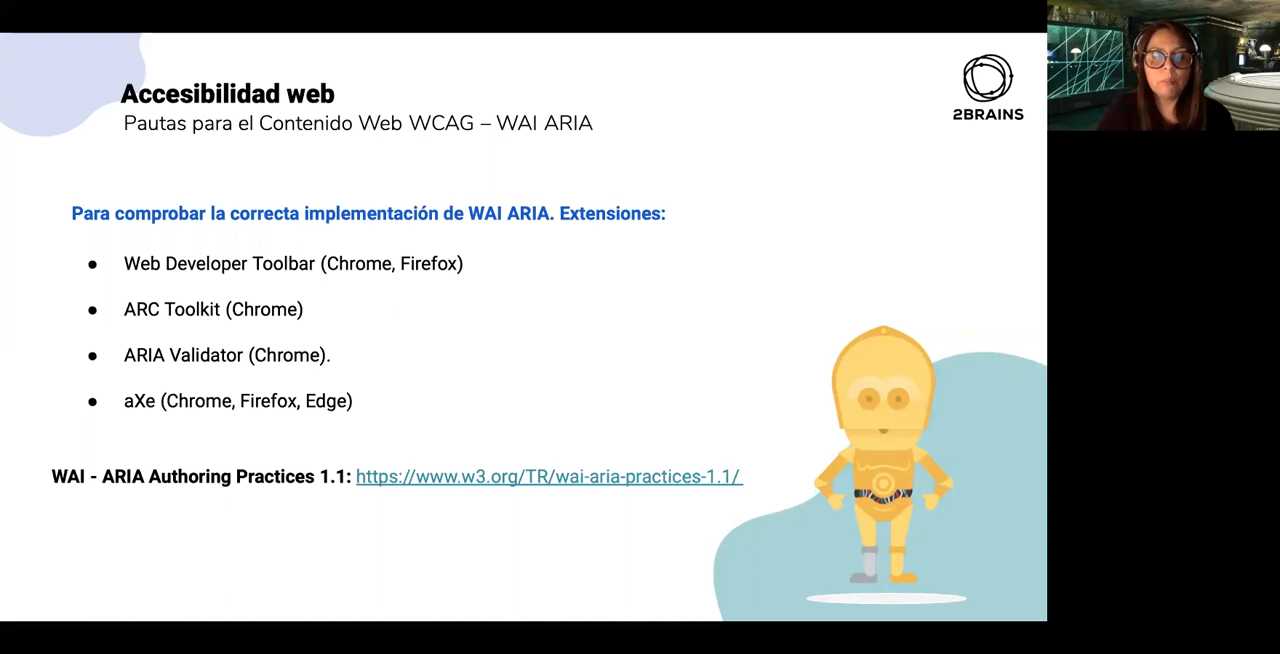 Accesibilidad web
Pautas para el Contenido Web WCAG – WAI ARIA
2BRAINS
Para comprobar la correcta implementación de WAI ARIA. Extensiones:
● Web Developer Toolbar (Chrome, Firefox)
● ARC Toolkit (Chrome)
● ARIA Validator (Chrome).
● aXe (Chrome, Firefox, Edge)
WAI - ARIA Authoring Practices 1.1: https://www.w3.org/TR/wai-aria-practices-1.1/